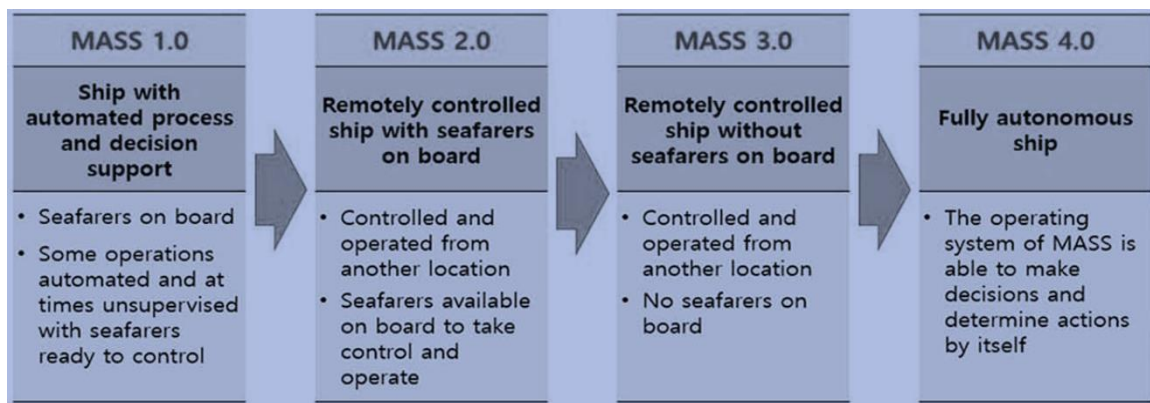 MASS 1.0
Ship with
automated process
and decision
support
• Seafarers on board
• Some operations
automated and at
times unsupervised
with seafarers
ready to control
MASS 2.0
Remotely controlled
ship with seafarers
on board
• Controlled and
operated from
another location
• Seafarers available
on board to take
control and
operate
MASS 3.0
Remotely controlled
ship without
seafarers on board
• Controlled and
operated from
another location
• No seafarers on
board
MASS 4.0
Fully autonomous
ship
• The operating
system of MASS is
able to make
decisions and
determine actions
by itself